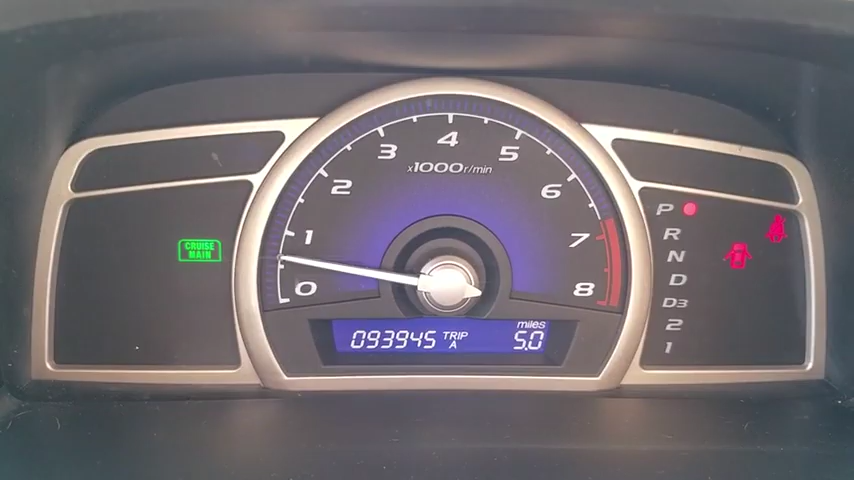 0
1
2
3
4
5
6
7
8
x1000r/min
CRUISE
MAIN
P
R
N
D
D3
2
1
093945 TRIP A miles 5.0